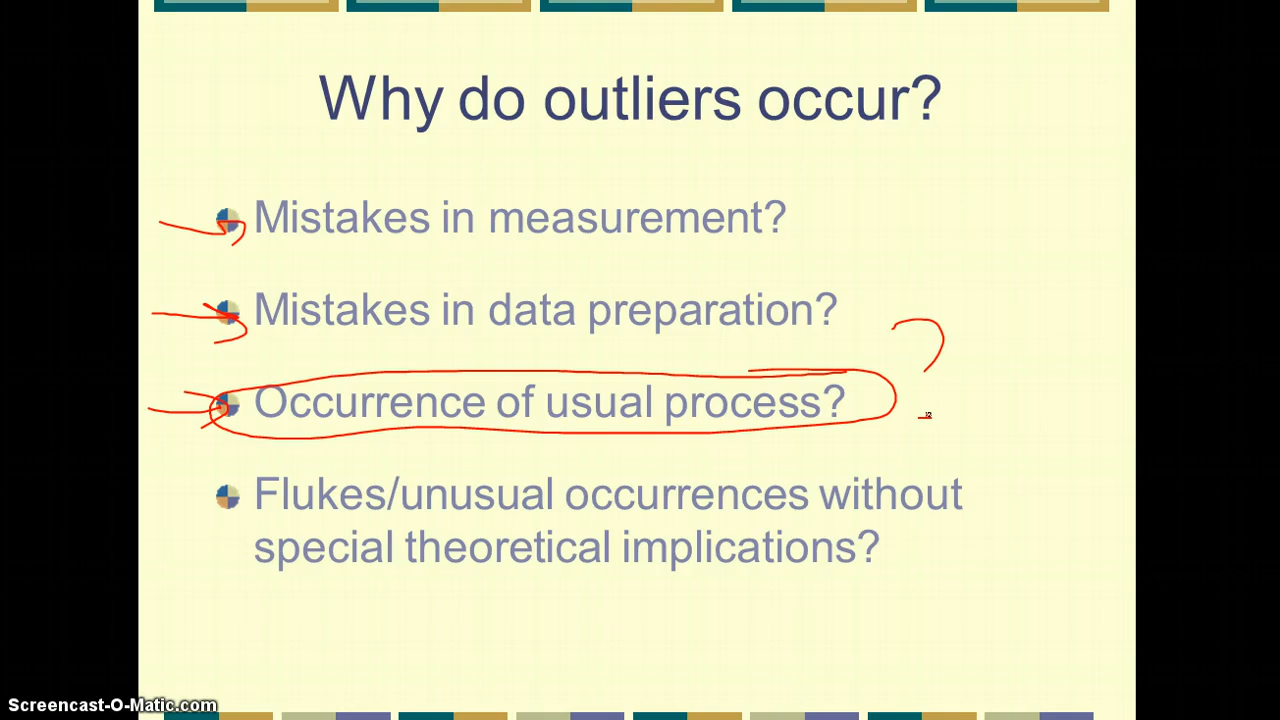 Why do outliers occur?
Mistakes in measurement?
Mistakes in data preparation?
?
Occurrence of usual process?
Flukes/unusual occurrences without
special theoretical implications?
Screencast-O-Matic.com